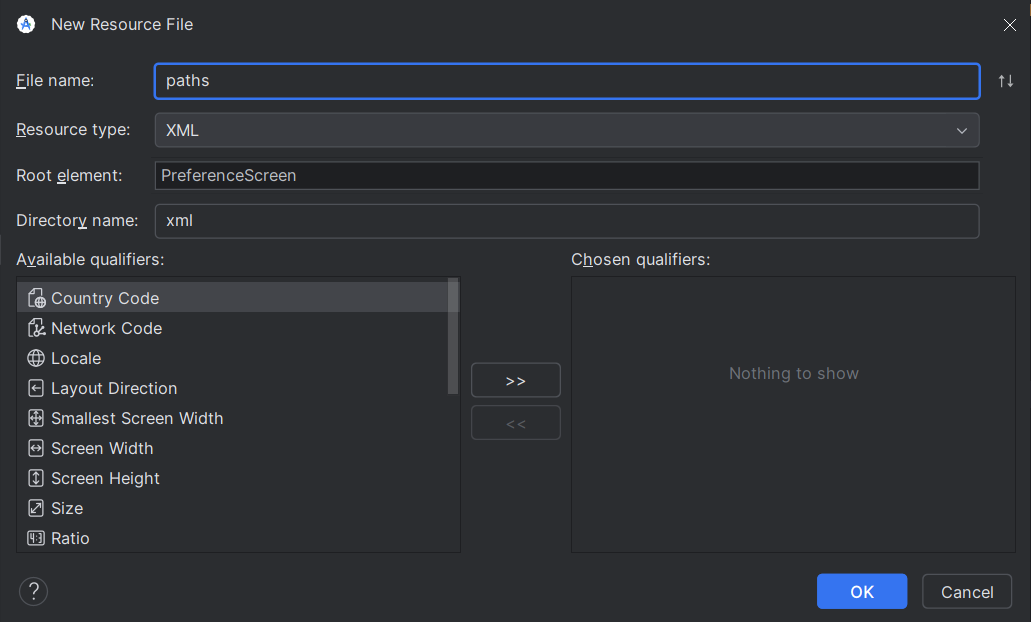 New Resource File
File name: paths
Resource type: XML
Root element: PreferenceScreen
Directory name: xml
Available qualifiers:
Chosen qualifiers:
Country Code
Network Code
Locale
Layout Direction
Smallest Screen Width
Screen Width
Screen Height
Size
Ratio
>>
<<
Nothing to show
?
OK
Cancel